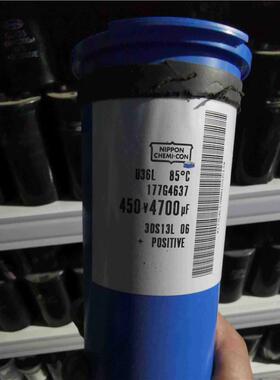 NIPPON
CHEMI-CON
U36L 85°C
177G4637
450V4700µF
3DS13L 06
+ POSITIVE